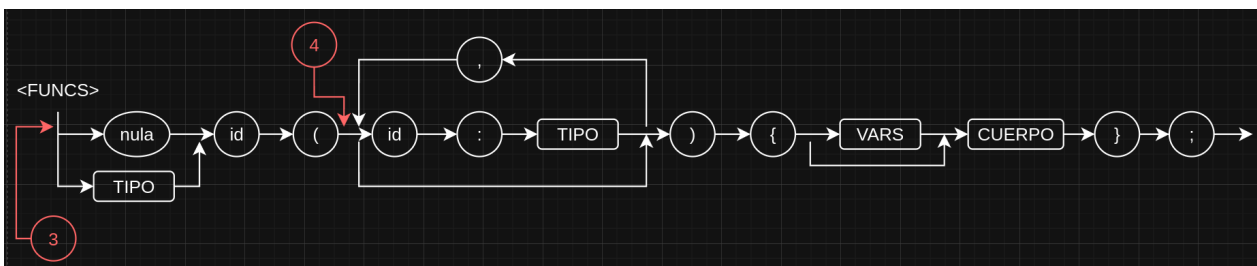 4
,
<FUNCS>
nula id ( id : TIPO ) { VARS CUERPO } ;
TIPO
3